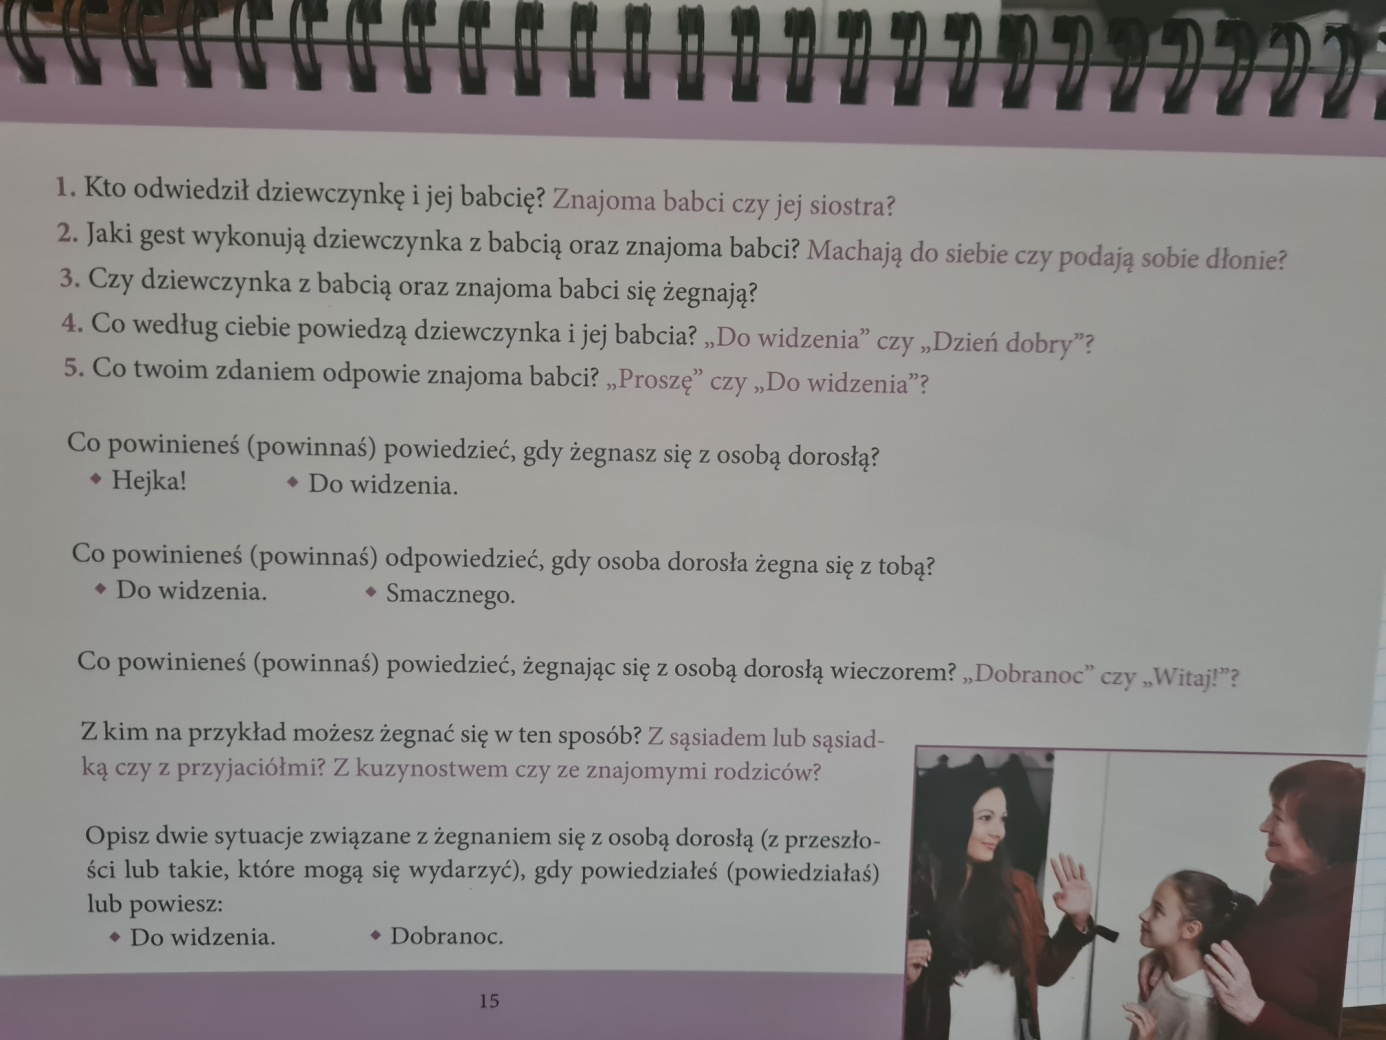 1. Kto odwiedził dziewczynkę i jej babcię? Znajoma babci czy jej siostra?
2. Jaki gest wykonują dziewczynka z babcią oraz znajoma babci? Machają do siebie czy podają sobie dłonie?
3. Czy dziewczynka z babcią oraz znajoma babci się żegnają?
4. Co według ciebie powiedzą dziewczynka i jej babcia? „Do widzenia” czy „Dzień dobry”?
5. Co twoim zdaniem odpowie znajoma babci? „Proszę” czy „Do widzenia”?
Co powinieneś (powinnaś) powiedzieć, gdy żegnasz się z osobą dorosłą?
◆ Hejka! ◆ Do widzenia.
Co powinieneś (powinnaś) odpowiedzieć, gdy osoba dorosła żegna się z tobą?
◆ Do widzenia. ◆ Smacznego.
Co powinieneś (powinnaś) powiedzieć, żegnając się z osobą dorosłą wieczorem? „Dobranoc” czy „Witaj!”?
Z kim na przykład możesz żegnać się w ten sposób? Z sąsiadem lub sąsiad-
ką czy z przyjaciółmi? Z kuzynostwem czy ze znajomymi rodziców?
Opisz dwie sytuacje związane z żegnaniem się z osobą dorosłą (z przeszło-
ści lub takie, które mogą się wydarzyć), gdy powiedziałeś (powiedziałaś)
lub powiesz:
◆ Do widzenia. ◆ Dobranoc.
15